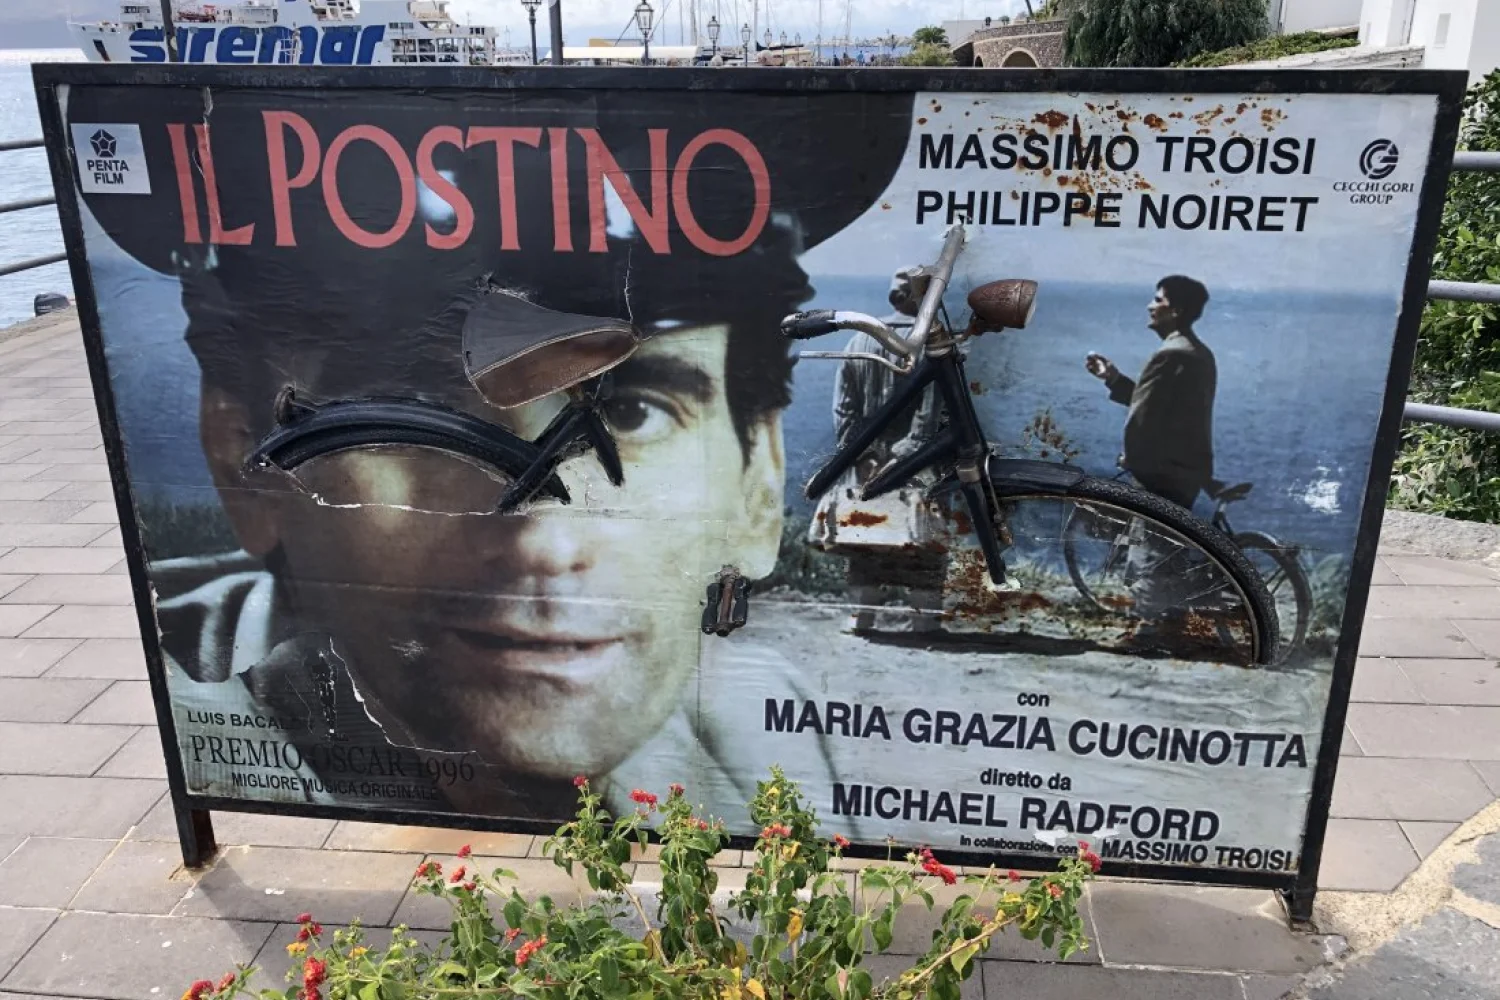 siremar
IL POSTINO
PENTA
FILM
MASSIMO TROISI
PHILIPPE NOIRET
CECCHI GORI
GROUP
LUIS
PREMIO OSCAR 1996
MIGLIORE MUSICA ORIGINALE
con
MARIA GRAZIA CUCINOTTA
diretto da
MICHAEL RADFORD
In collaborazione con MASSIMO TROISI